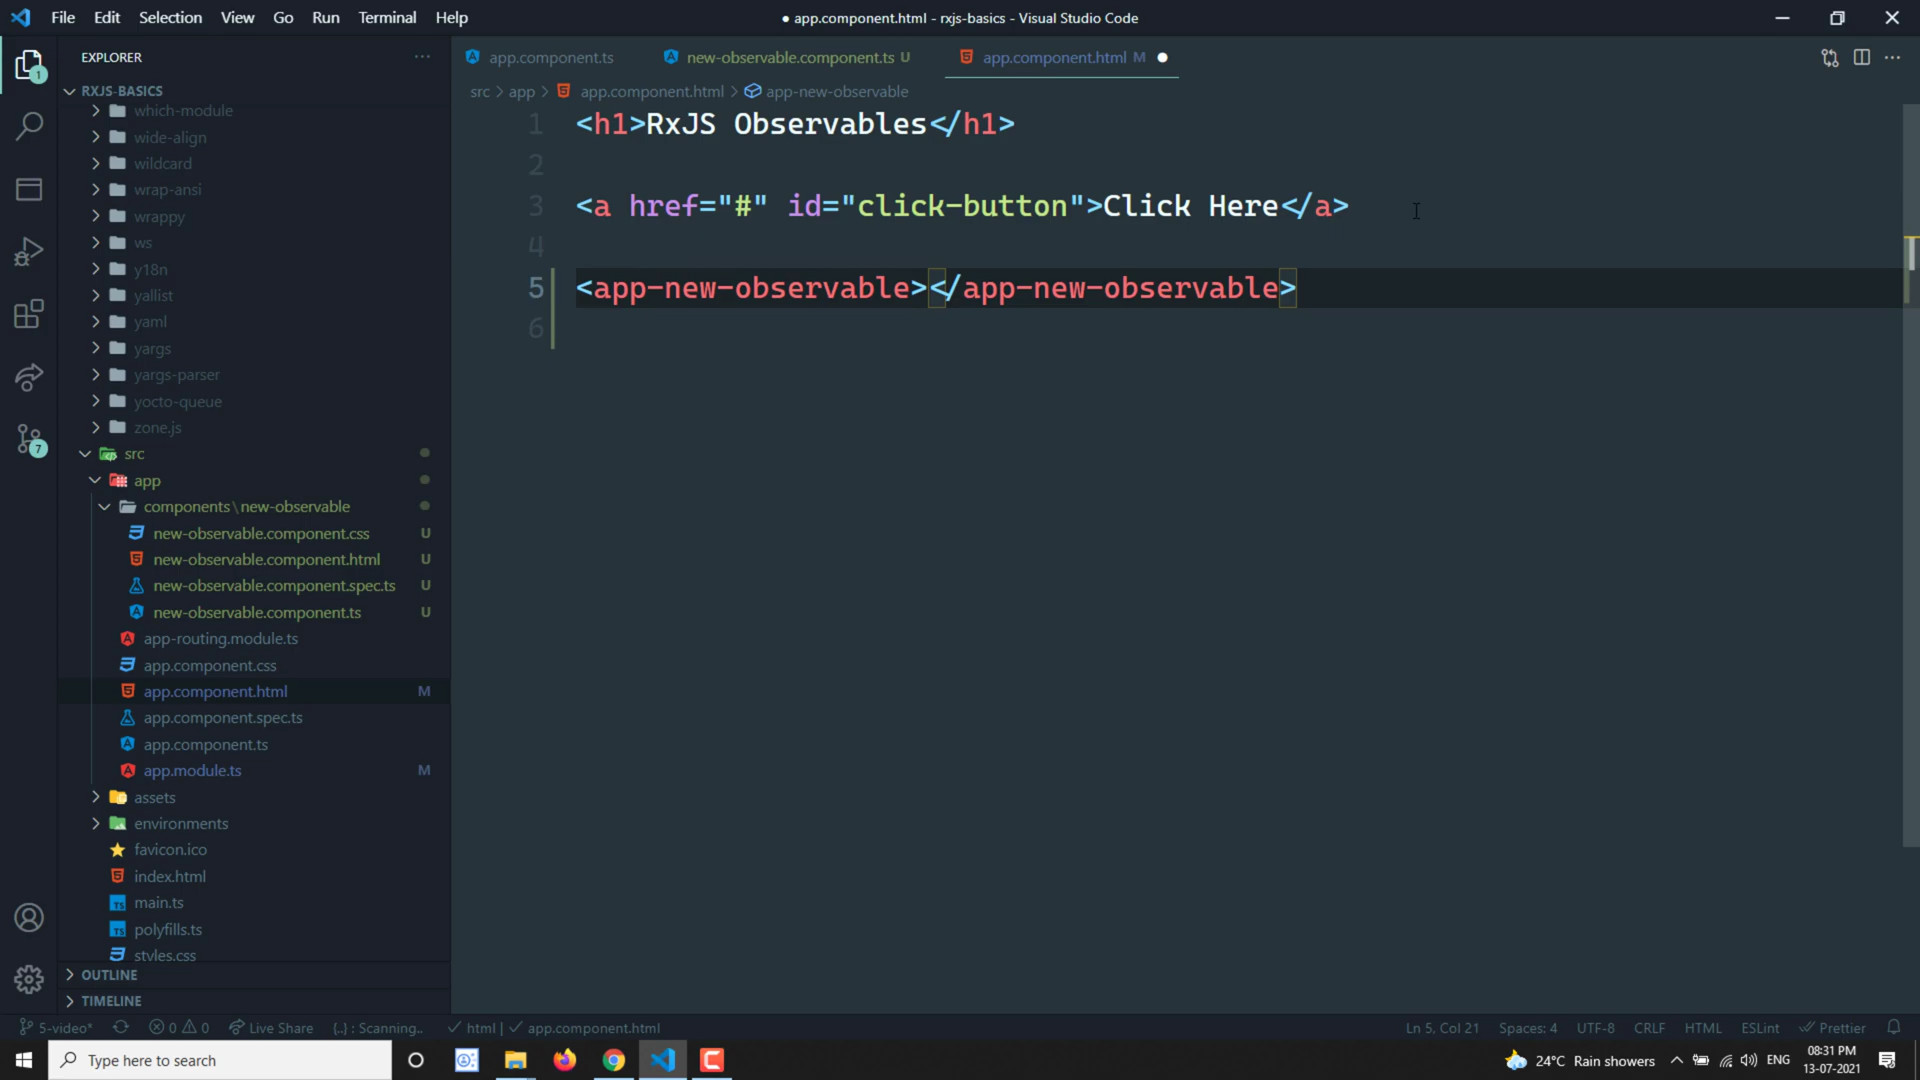 File Edit Selection View Go Run Terminal Help
● app.component.html - rxjs-basics - Visual Studio Code
EXPLORER
RXJS-BASICS
which-module
wide-align
wildcard
wrap-ansi
wrappy
ws
y18n
yallist
yaml
yargs
yargs-parser
yocto-queue
zone.js
src
app
components\new-observable
new-observable.component.css U
new-observable.component.html U
new-observable.component.spec.ts U
new-observable.component.ts U
app-routing.module.ts
app.component.css
app.component.html M
app.component.spec.ts
app.component.ts
app.module.ts M
assets
environments
favicon.ico
index.html
main.ts
polyfills.ts
styles.css
OUTLINE
TIMELINE
1
7
app.component.ts new-observable.component.ts U app.component.html M
src > app > app.component.html > app-new-observable
1 <h1>RxJS Observables</h1>
2
3 <a href="#" id="click-button">Click Here</a>
4
5 <app-new-observable></app-new-observable>
6
5-video* 0 0 Live Share {..} : Scanning.. html | app.component.html
Ln 5, Col 21 Spaces: 4 UTF-8 CRLF HTML ESLint Prettier
Type here to search
24°C Rain showers ENG
08:31 PM
13-07-2021